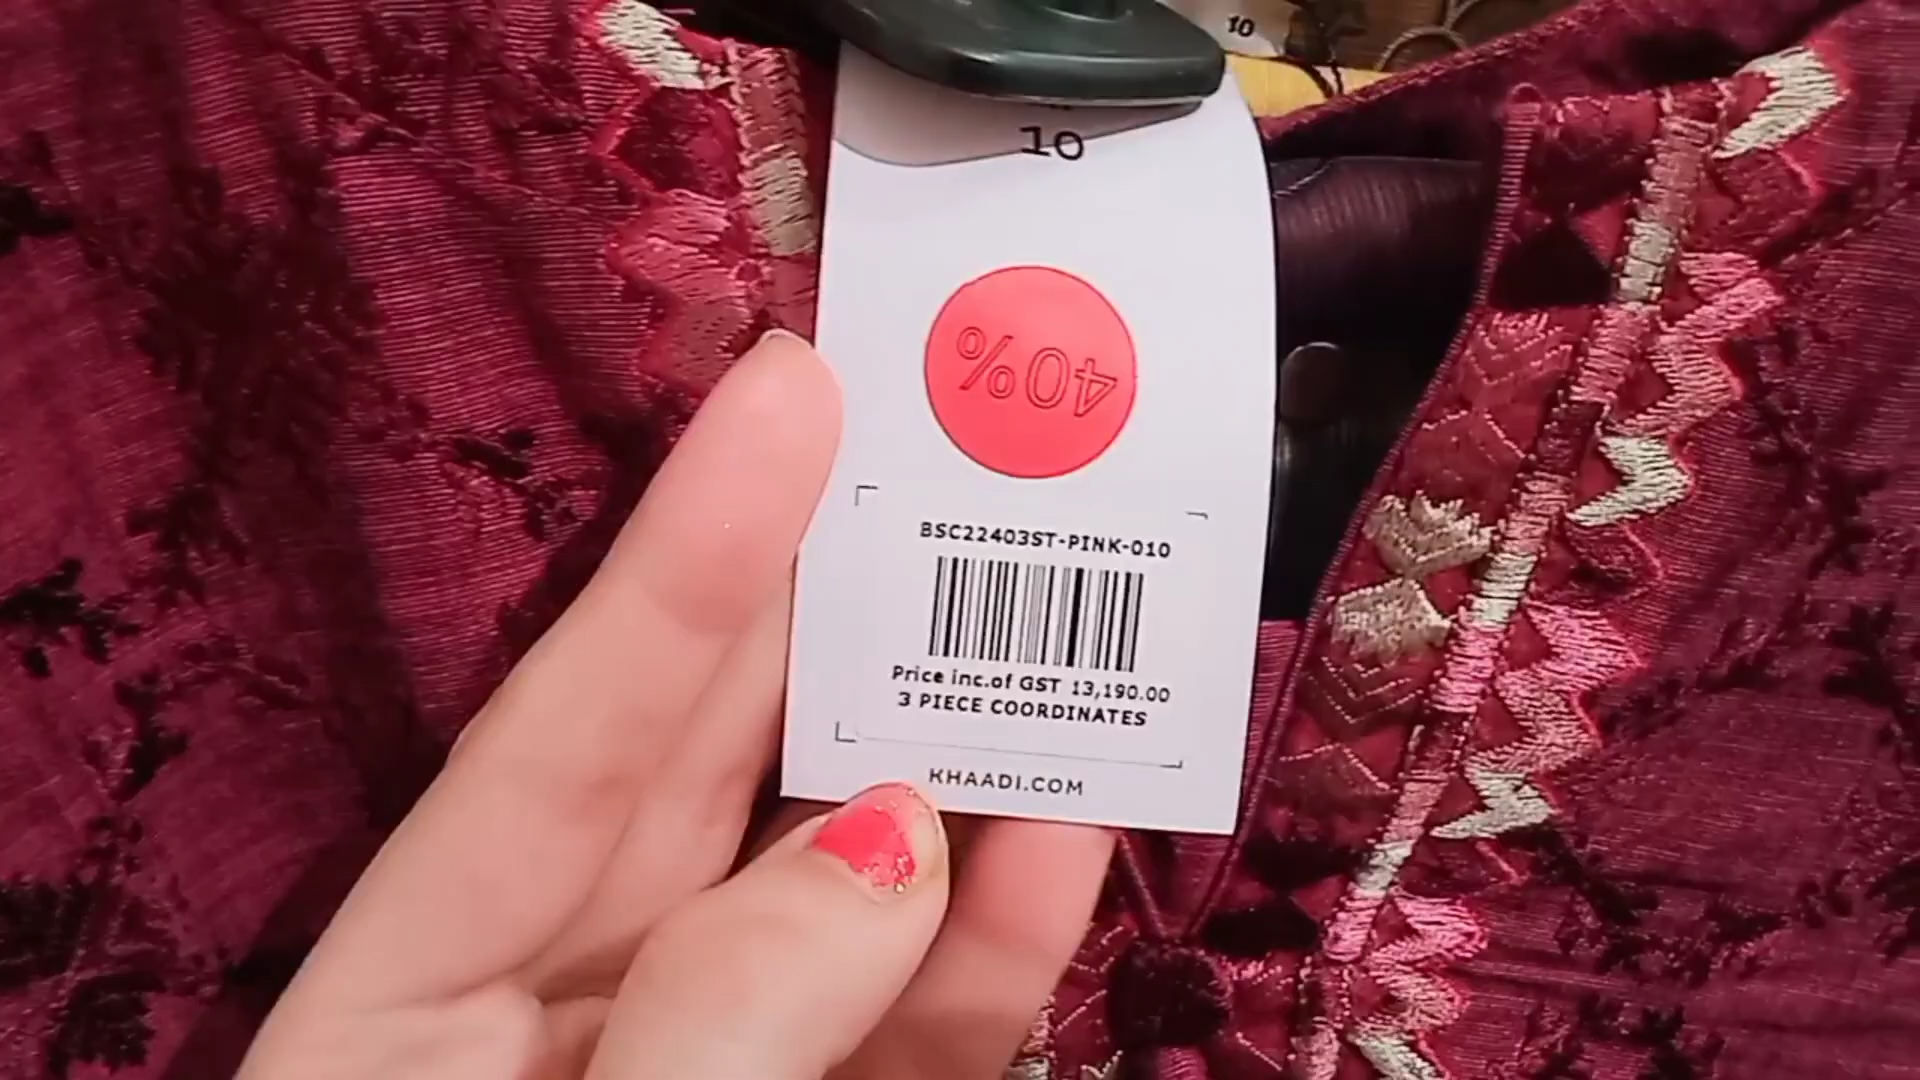 10
10
40%
BSC22403ST-PINK-010
Price inc.of GST 13,190.00
3 PIECE COORDINATES
KHAADI.COM